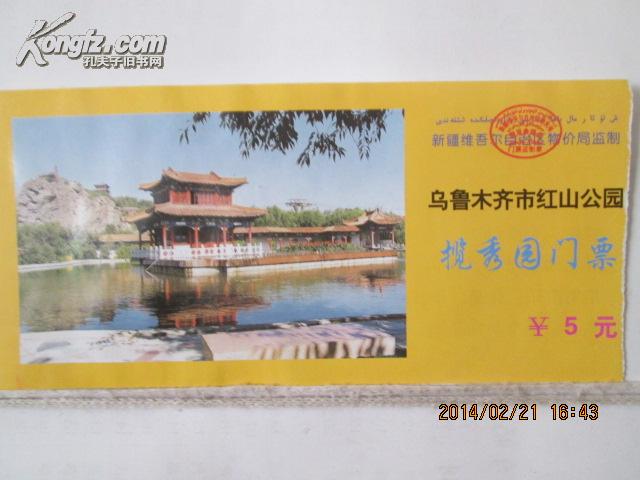 Kongfz.com
孔夫子旧书网
新疆维吾尔自治区物价局监制
乌鲁木齐市红山公园
揽秀园门票
￥5元
2014/02/21 16:43